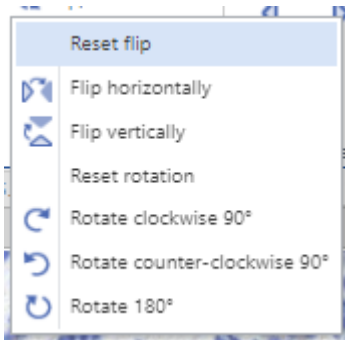 Reset flip
Flip horizontally
Flip vertically
Reset rotation
Rotate clockwise 90°
Rotate counter-clockwise 90°
Rotate 180°